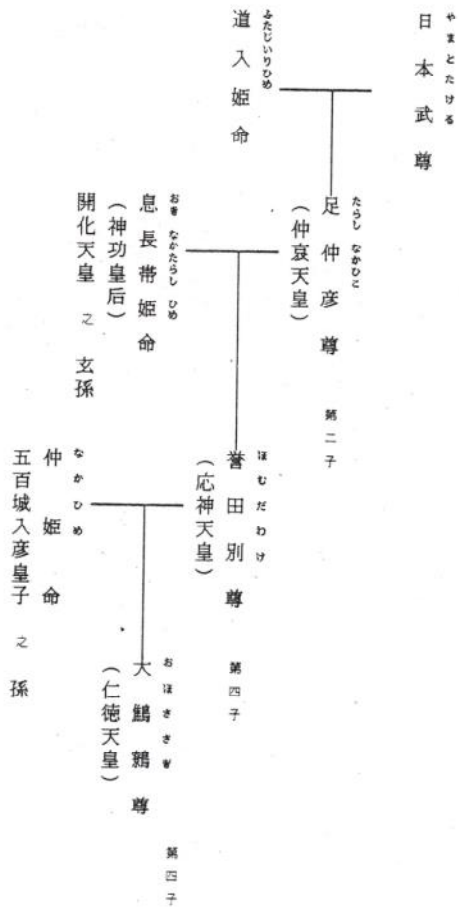 やまとたける
日本武尊
ふたじいりひめ
道入姫命
たらし なかひこ
足仲彦尊 第二子
(仲哀天皇)
おき なかたらし ひめ
息長帯姫命
(神功皇后)
開化天皇 之 玄孫
ほむだわけ
誉田別尊 第四子
(応神天皇)
なかひめ
仲姫命
五百城入彦皇子 之 孫
おほささぎ
大鷦鷯尊 第四子
(仁徳天皇)